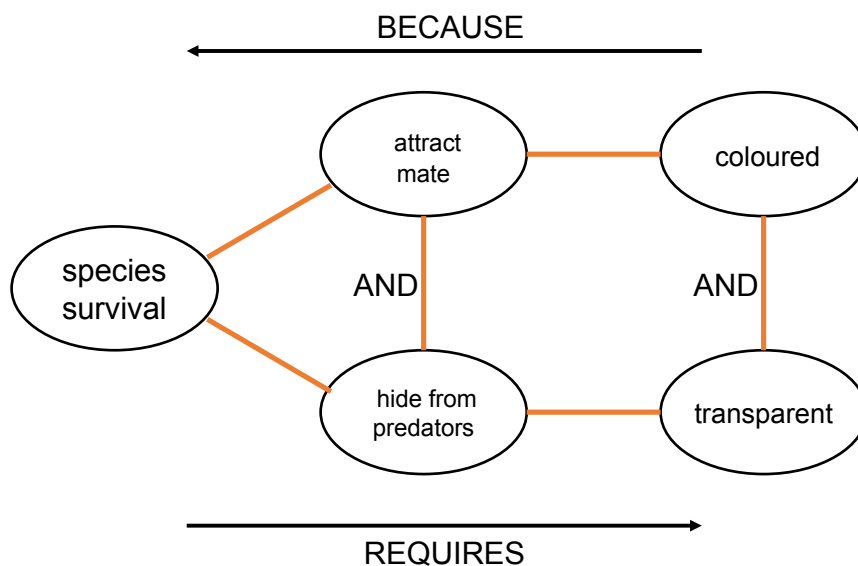 BECAUSE
attract
mate
coloured
species
survival
AND
AND
hide from
predators
transparent
REQUIRES